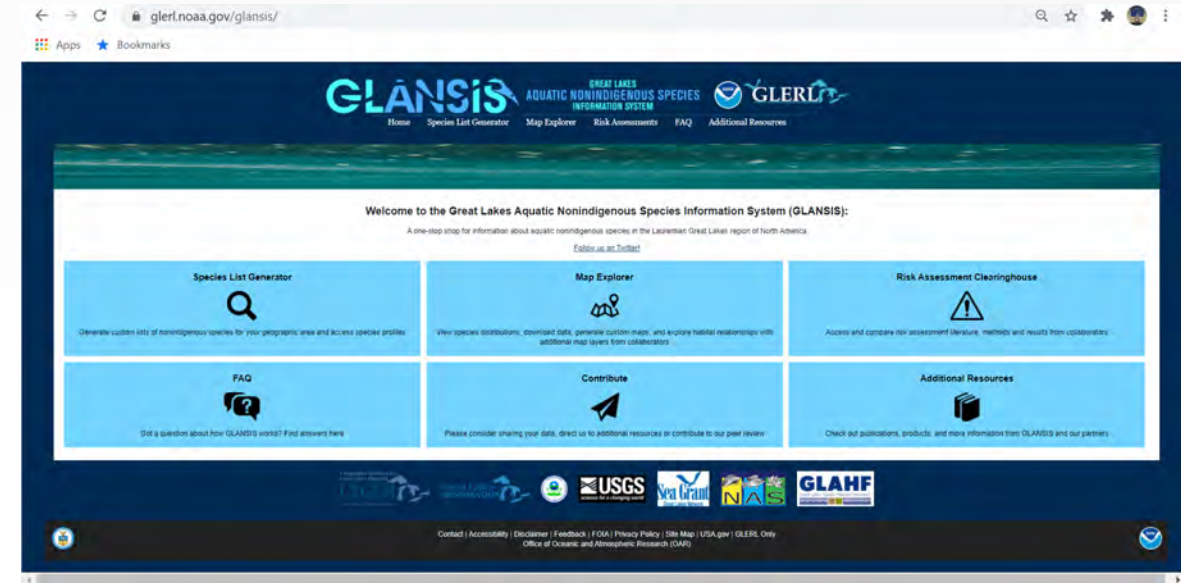 glerl.noaa.gov/glansis/
Apps Bookmarks
GLANSIS
GREAT LAKES
AQUATIC NONINDIGENOUS SPECIES
INFORMATION SYSTEM
GLERL
Home Species List Generator Map Explorer Risk Assessments FAQ Additional Resources
Welcome to the Great Lakes Aquatic Nonindigenous Species Information System (GLANSIS):
A one-stop shop for information about aquatic nonindigenous species in the Laurentian Great Lakes region of North America.
Follow us on Twitter!
Species List Generator
Generate custom lists of nonindigenous species for your geographic area and access species profiles
Map Explorer
View species distributions, download data, generate custom maps, and explore habitat relationships with
additional map layers from collaborators
Risk Assessment Clearinghouse
Access and compare risk assessment literature, methods and results from collaborators
FAQ
Got a question about how GLANSIS works? Find answers here
Contribute
Please consider sharing your data, direct us to additional resources or contribute to our peer review
Additional Resources
Check out publications, products, and more information from GLANSIS and our partners
USGS
science for a changing world
Sea Grant
NAS
GLAHF
Contact | Accessibility | Disclaimer | Feedback | FOIA | Privacy Policy | Site Map | USA.gov | GLERL Only
Office of Oceanic and Atmospheric Research (OAR)